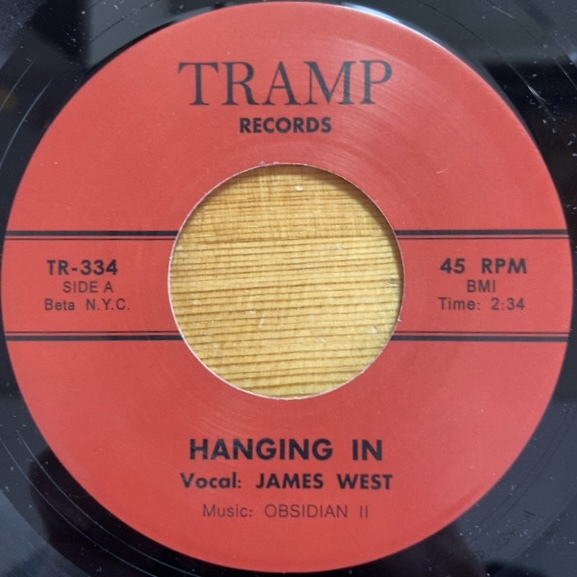 TRAMP
RECORDS
TR-334
SIDE A
Beta N.Y.C.
45 RPM
BMI
Time: 2:34
HANGING IN
Vocal: JAMES WEST
Music: OBSIDIAN II